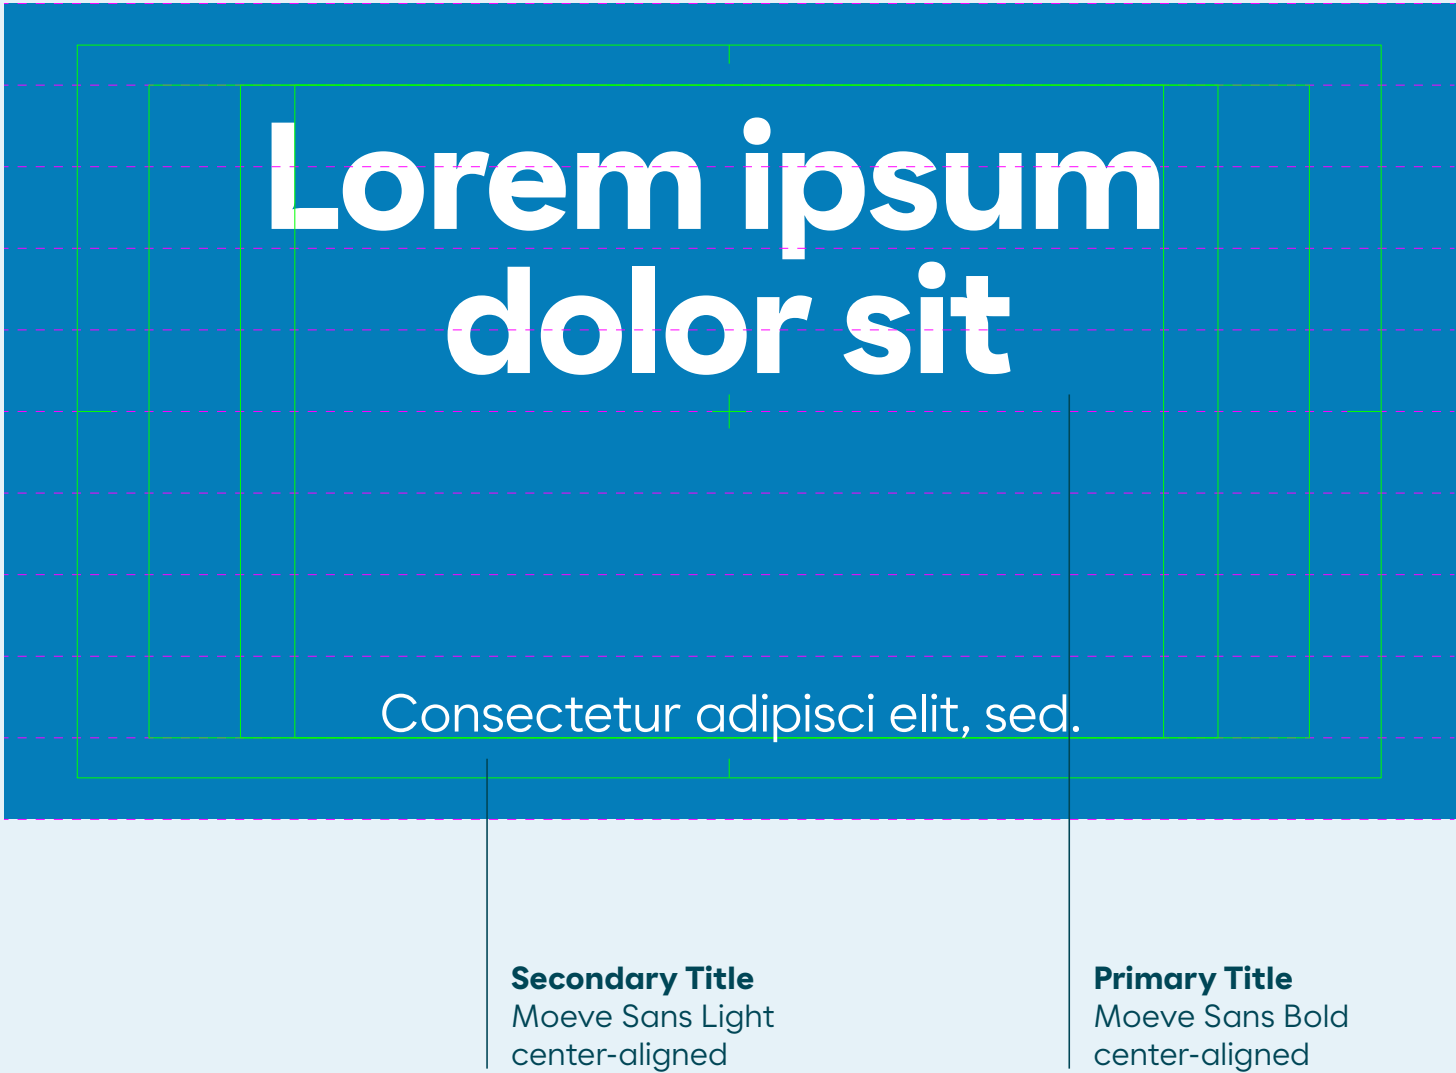 Lorem ipsum
dolor sit
Consectetur adipisci elit, sed.
Secondary Title
Moeve Sans Light
center-aligned
Primary Title
Moeve Sans Bold
center-aligned